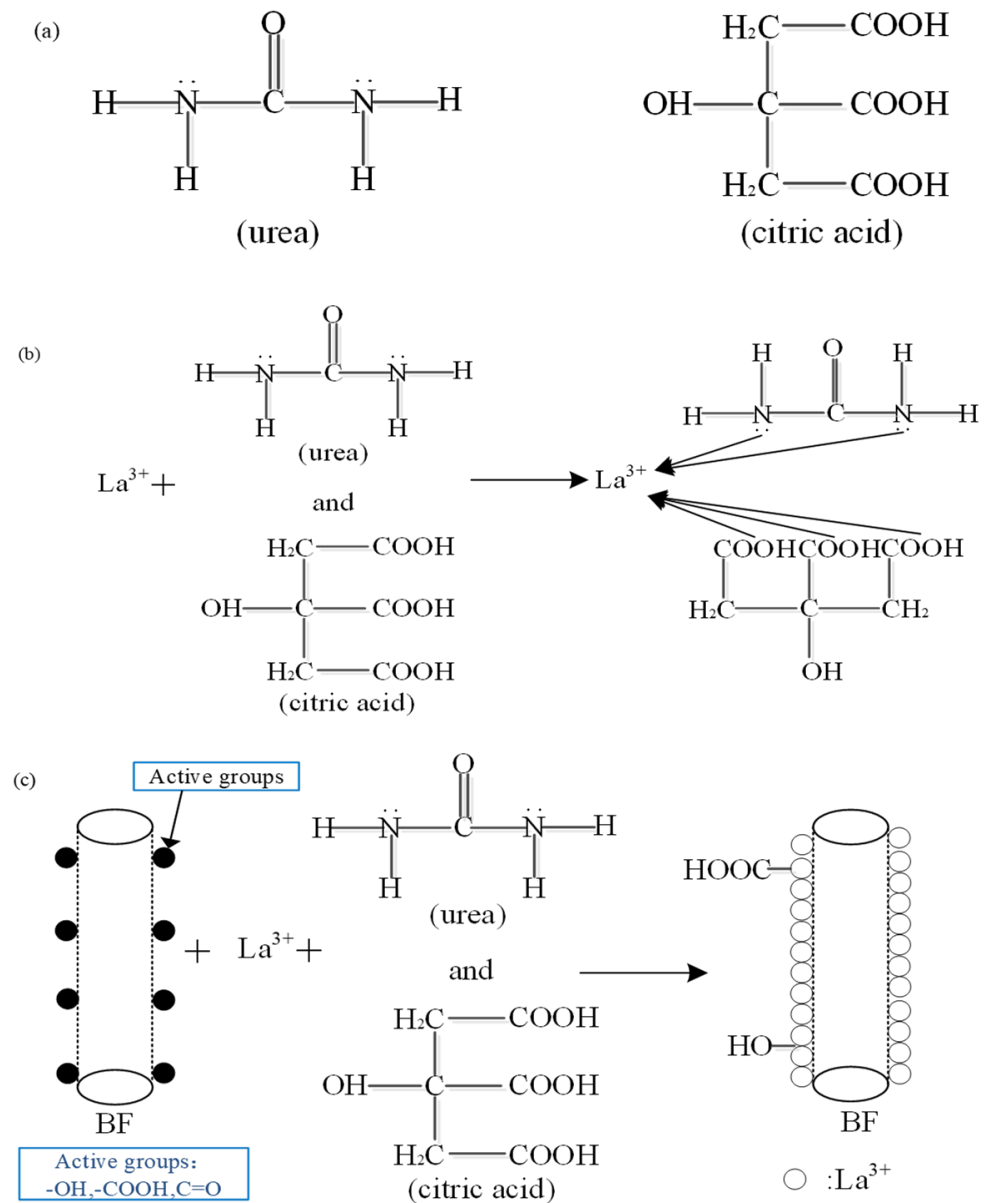 (a)
O
H N C N H
H H
(urea)
H₂C COOH
OH C COOH
H₂C COOH
(citric acid)
(b)
O
H N C N H
H H
(urea)
La³⁺+
and
H₂C COOH
OH C COOH
H₂C COOH
(citric acid)
H O H
H N C N H
La³⁺
COOHCOOHCOOH
H₂C C CH₂
OH
(c)
Active groups
BF
Active groups:
-OH,-COOH,C=O
+ La³⁺+
O
H N C N H
H H
(urea)
and
H₂C COOH
OH C COOH
H₂C COOH
(citric acid)
HOOC
HO
BF
:La³⁺